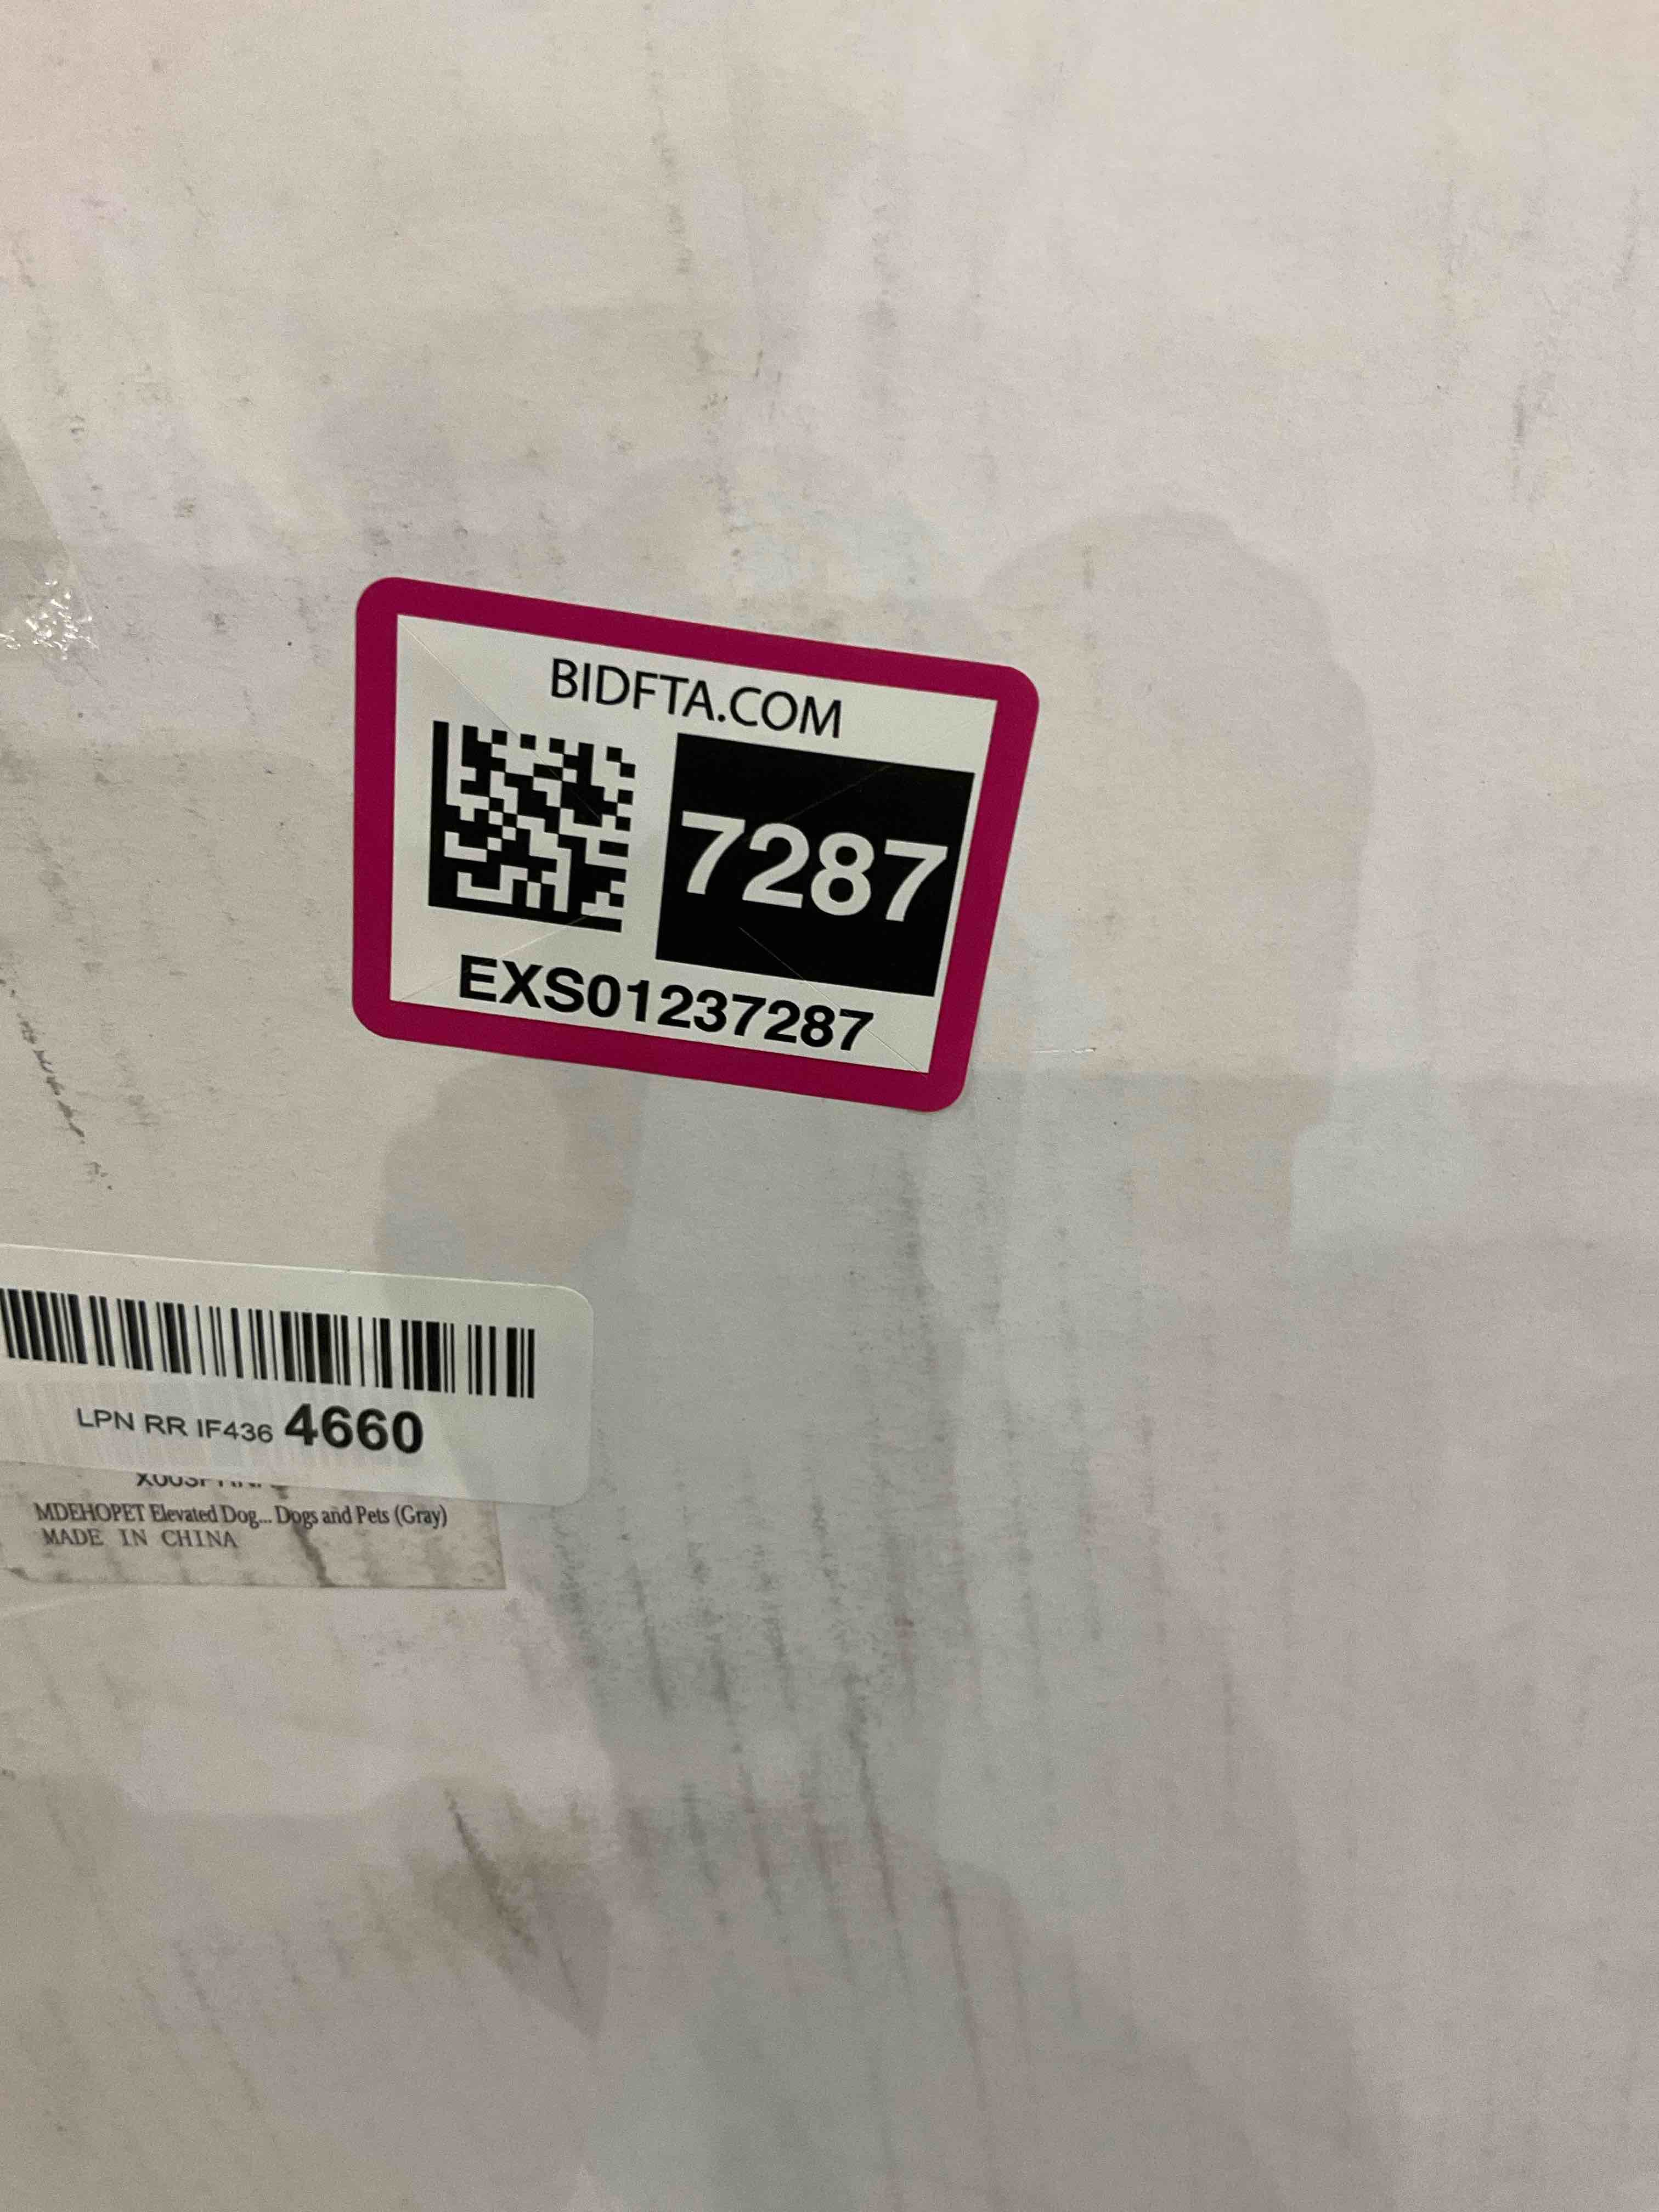 BIDFTA.COM
7287
EXS01237287
LPN RR IF436 4660
MDEHOPET Elevated Dog... Dogs and Pets (Gray)
MADE IN CHINA